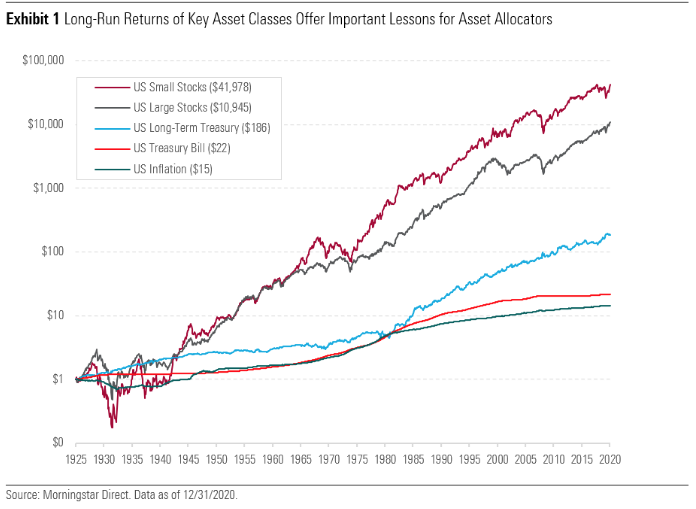 Exhibit 1 Long-Run Returns of Key Asset Classes Offer Important Lessons for Asset Allocators
$100,000
$10,000
$1,000
$100
$10
$1
$0
US Small Stocks ($41,978)
US Large Stocks ($10,945)
US Long-Term Treasury ($186)
US Treasury Bill ($22)
US Inflation ($15)
1925 1930 1935 1940 1945 1950 1955 1960 1965 1970 1975 1980 1985 1990 1995 2000 2005 2010 2015 2020
Source: Morningstar Direct. Data as of 12/31/2020.